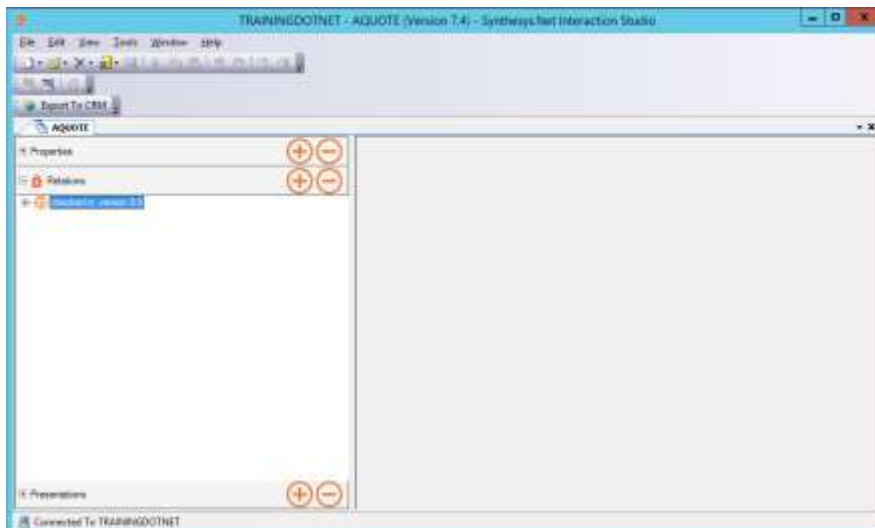 TRAININGDOTNET - AQUOTE (Version 7.4) - Synthesys.Net Interaction Studio
File Edit View Tools Window Help
Export To CRM
AQUOTE
Properties
Relations
Presentations
Connected To TRAININGDOTNET